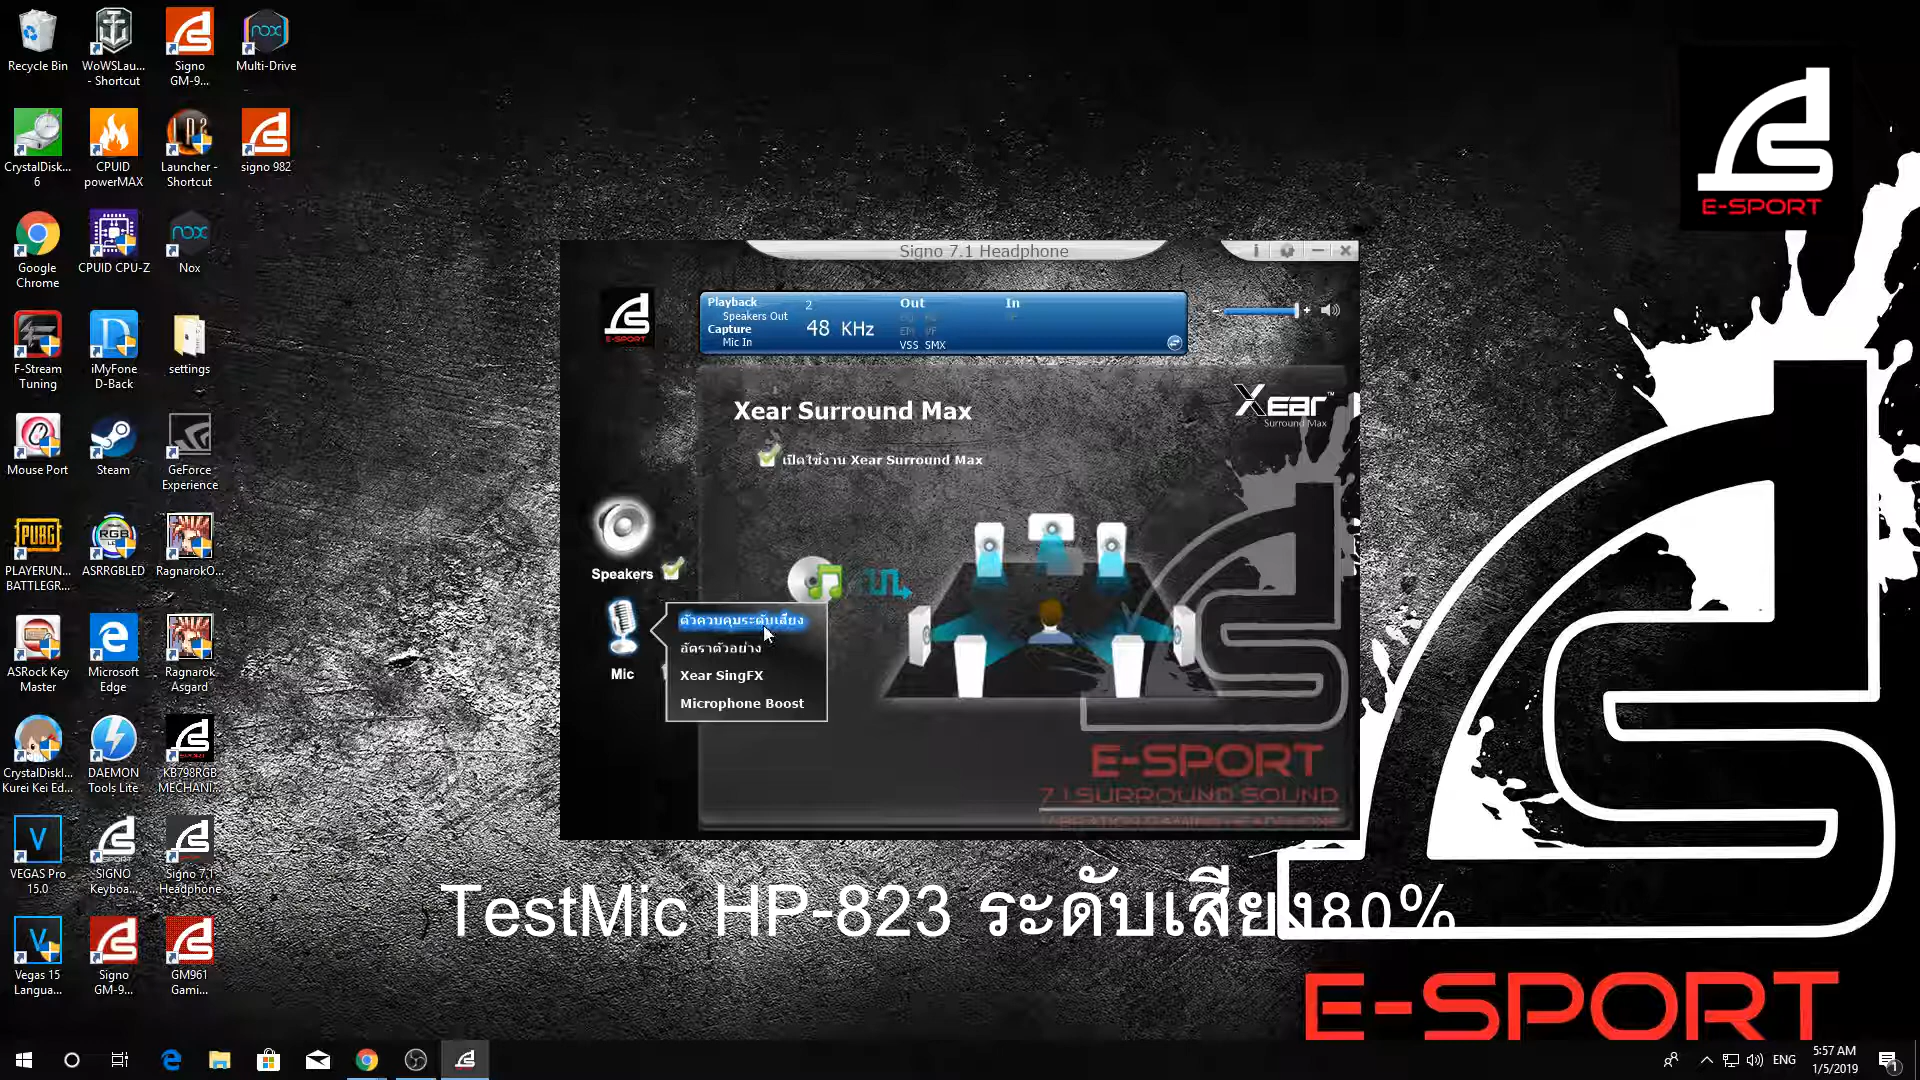 Recycle Bin
WoWSLau...
- Shortcut
Signo
GM-9...
Multi-Drive
CrystalDisk...
6
CPUID
powerMAX
Launcher -
Shortcut
signo 982
Google
Chrome
CPUID CPU-Z
Nox
F-Stream
Tuning
iMyFone
D-Back
settings
Mouse Port
Steam
GeForce
Experience
PLAYERUN...
BATTLEGR...
ASRRGBLED
RagnarokO...
ASRock Key
Master
Microsoft
Edge
Ragnarok
Asgard
CrystalDiskI...
Kurei Kei Ed...
DAEMON
Tools Lite
KB798RGB
MECHANI...
VEGAS Pro
15.0
SIGNO
Keyboa...
Signo 7.1
Headphone
Vegas 15
Langua...
Signo
GM-9...
GM961
Gami...
E-SPORT
Signo 7.1 Headphone
Playback
2
Out
In
Speakers Out
Capture
48 KHz
Mic In
VSS SMX
Xear Surround Max
Xear™
Surround Max
เปิดใช้งาน Xear Surround Max
Speakers
Mic
ตัวควบคุมระดับเสียง
อัตราตัวอย่าง
Xear SingFX
Microphone Boost
E-SPORT
7.1 SURROUND SOUND
TestMic HP-823 ระดับเสียง80%
E-SPORT
ENG
5:57 AM
1/5/2019
1